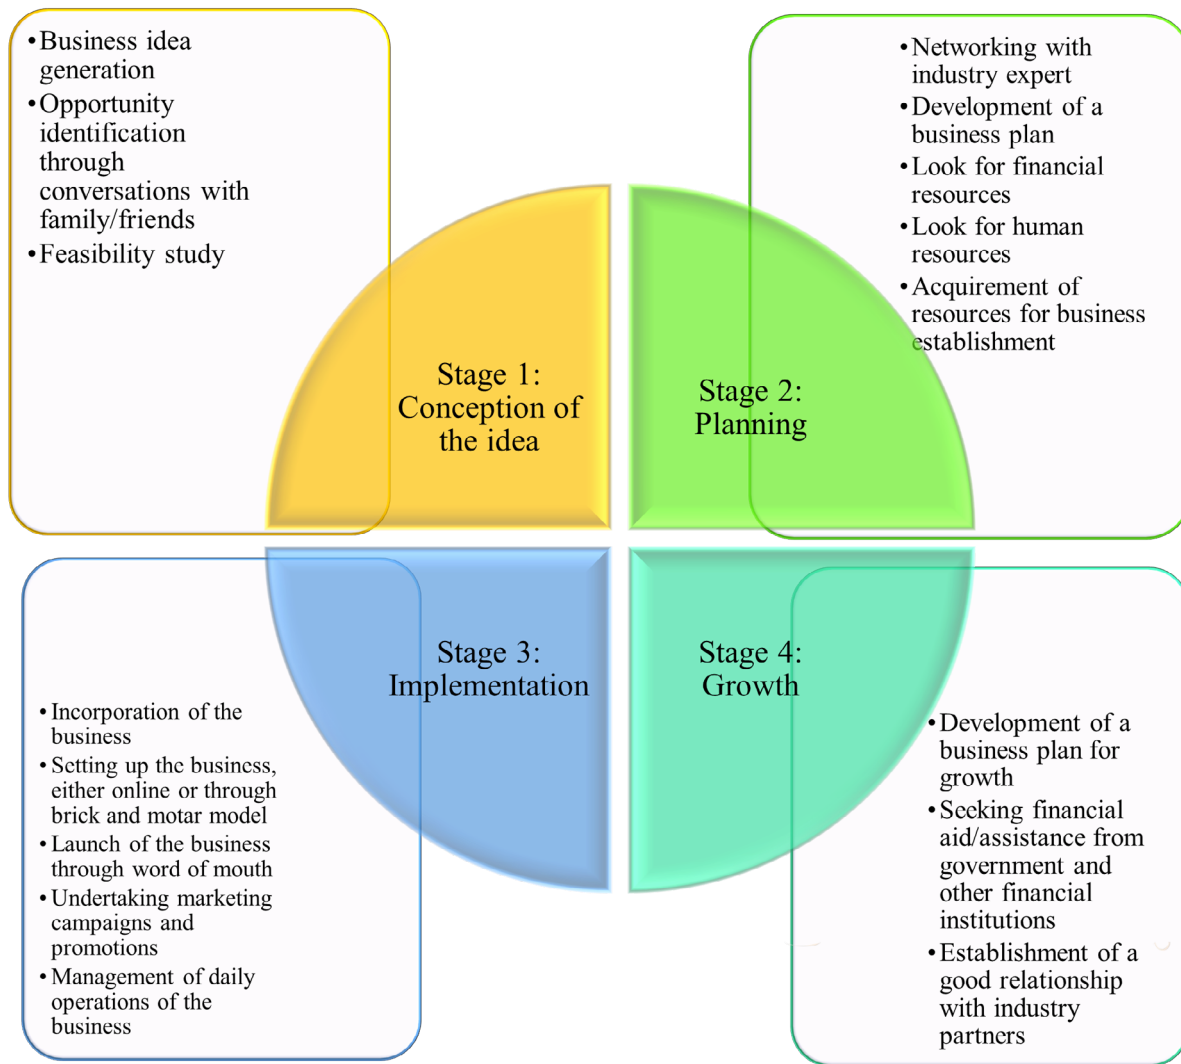 •Business idea
generation
•Opportunity
identification
through
conversations with
family/friends
•Feasibility study
•Networking with
industry expert
•Development of a
business plan
•Look for financial
resources
•Look for human
resources
•Acquirement of
resources for business
establishment
Stage 1:
Conception of
the idea
Stage 2:
Planning
Stage 3:
Implementation
Stage 4:
Growth
•Incorporation of the
business
•Setting up the business,
either online or through
brick and motar model
•Launch of the business
through word of mouth
•Undertaking marketing
campaigns and
promotions
•Management of daily
operations of the
business
•Development of a
business plan for
growth
•Seeking financial
aid/assistance from
government and
other financial
institutions
•Establishment of a
good relationship
with industry
partners